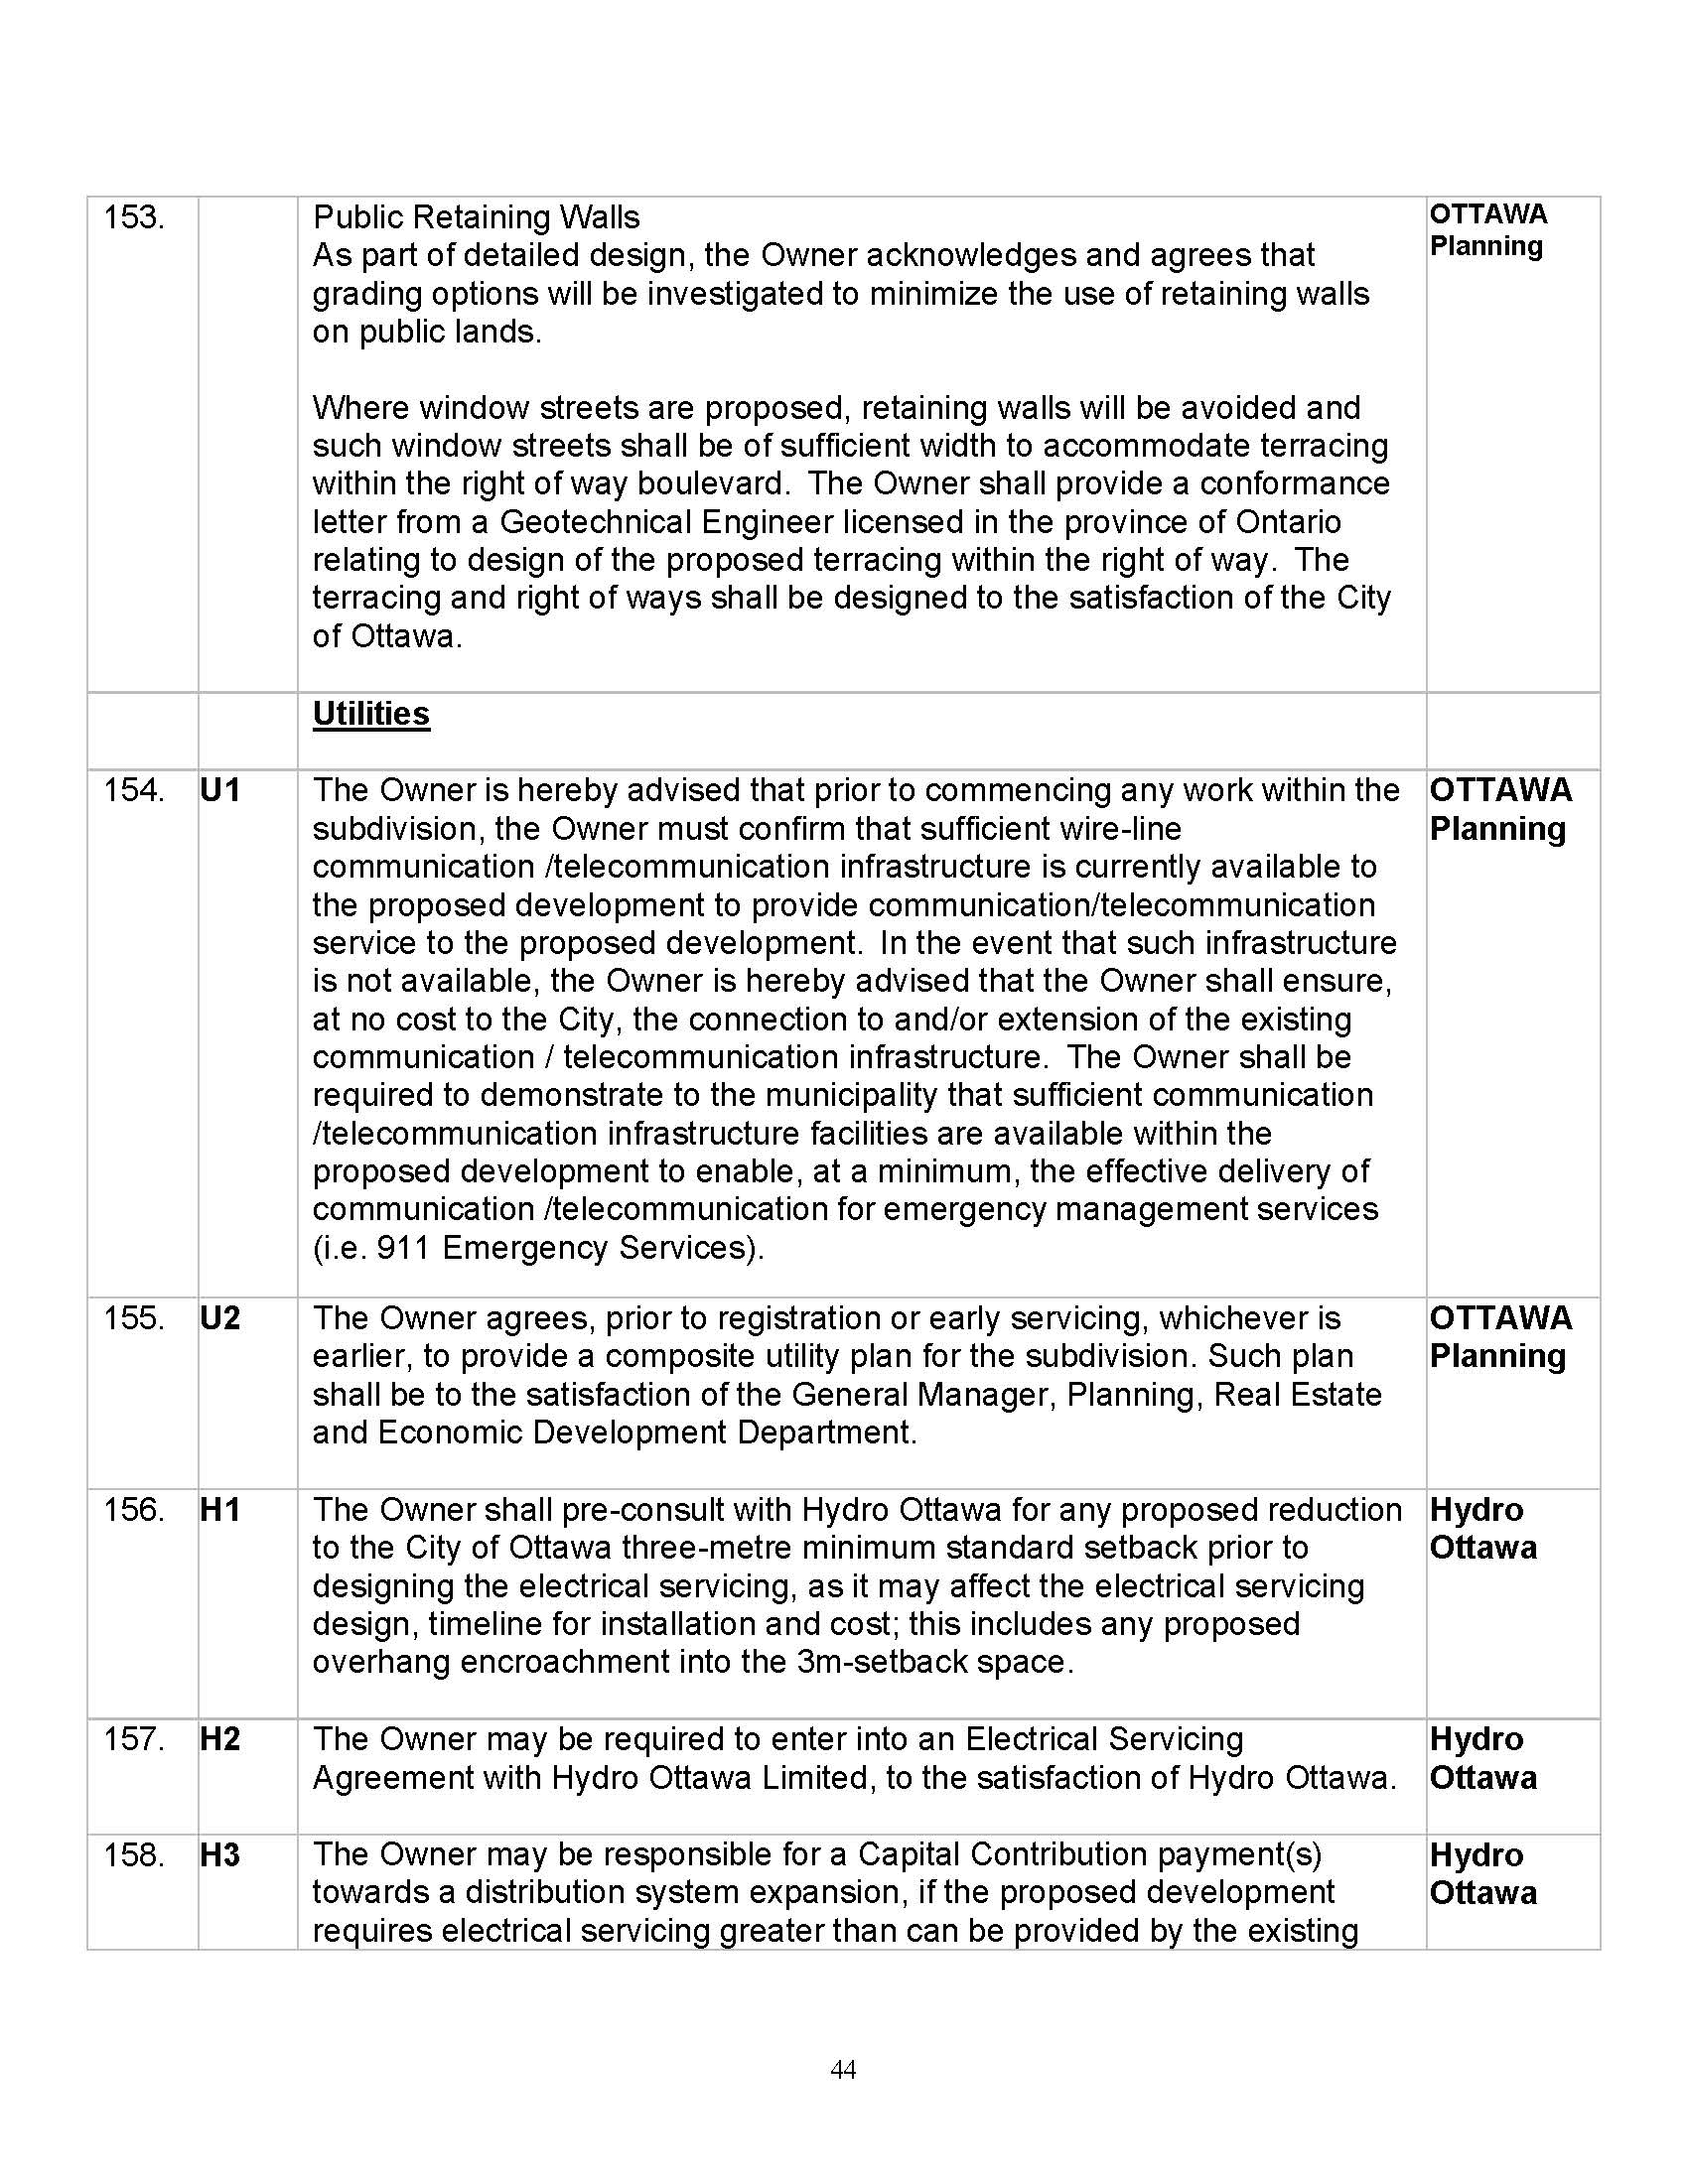 153.
Public Retaining Walls
As part of detailed design, the Owner acknowledges and agrees that
grading options will be investigated to minimize the use of retaining walls
on public lands.
Where window streets are proposed, retaining walls will be avoided and
such window streets shall be of sufficient width to accommodate terracing
within the right of way boulevard.  The Owner shall provide a conformance
letter from a Geotechnical Engineer licensed in the province of Ontario
relating to design of the proposed terracing within the right of way.  The
terracing and right of ways shall be designed to the satisfaction of the City
of Ottawa.
OTTAWA
Planning
Utilities
154.
U1
The Owner is hereby advised that prior to commencing any work within the
subdivision, the Owner must confirm that sufficient wire-line
communication /telecommunication infrastructure is currently available to
the proposed development to provide communication/telecommunication
service to the proposed development.  In the event that such infrastructure
is not available, the Owner is hereby advised that the Owner shall ensure,
at no cost to the City, the connection to and/or extension of the existing
communication / telecommunication infrastructure.  The Owner shall be
required to demonstrate to the municipality that sufficient communication
/telecommunication infrastructure facilities are available within the
proposed development to enable, at a minimum, the effective delivery of
communication /telecommunication for emergency management services
(i.e. 911 Emergency Services).
OTTAWA
Planning
155.
U2
The Owner agrees, prior to registration or early servicing, whichever is
earlier, to provide a composite utility plan for the subdivision. Such plan
shall be to the satisfaction of the General Manager, Planning, Real Estate
and Economic Development Department.
OTTAWA
Planning
156.
H1
The Owner shall pre-consult with Hydro Ottawa for any proposed reduction
to the City of Ottawa three-metre minimum standard setback prior to
designing the electrical servicing, as it may affect the electrical servicing
design, timeline for installation and cost; this includes any proposed
overhang encroachment into the 3m-setback space.
Hydro
Ottawa
157.
H2
The Owner may be required to enter into an Electrical Servicing
Agreement with Hydro Ottawa Limited, to the satisfaction of Hydro Ottawa.
Hydro
Ottawa
158.
H3
The Owner may be responsible for a Capital Contribution payment(s)
towards a distribution system expansion, if the proposed development
requires electrical servicing greater than can be provided by the existing
Hydro
Ottawa
44